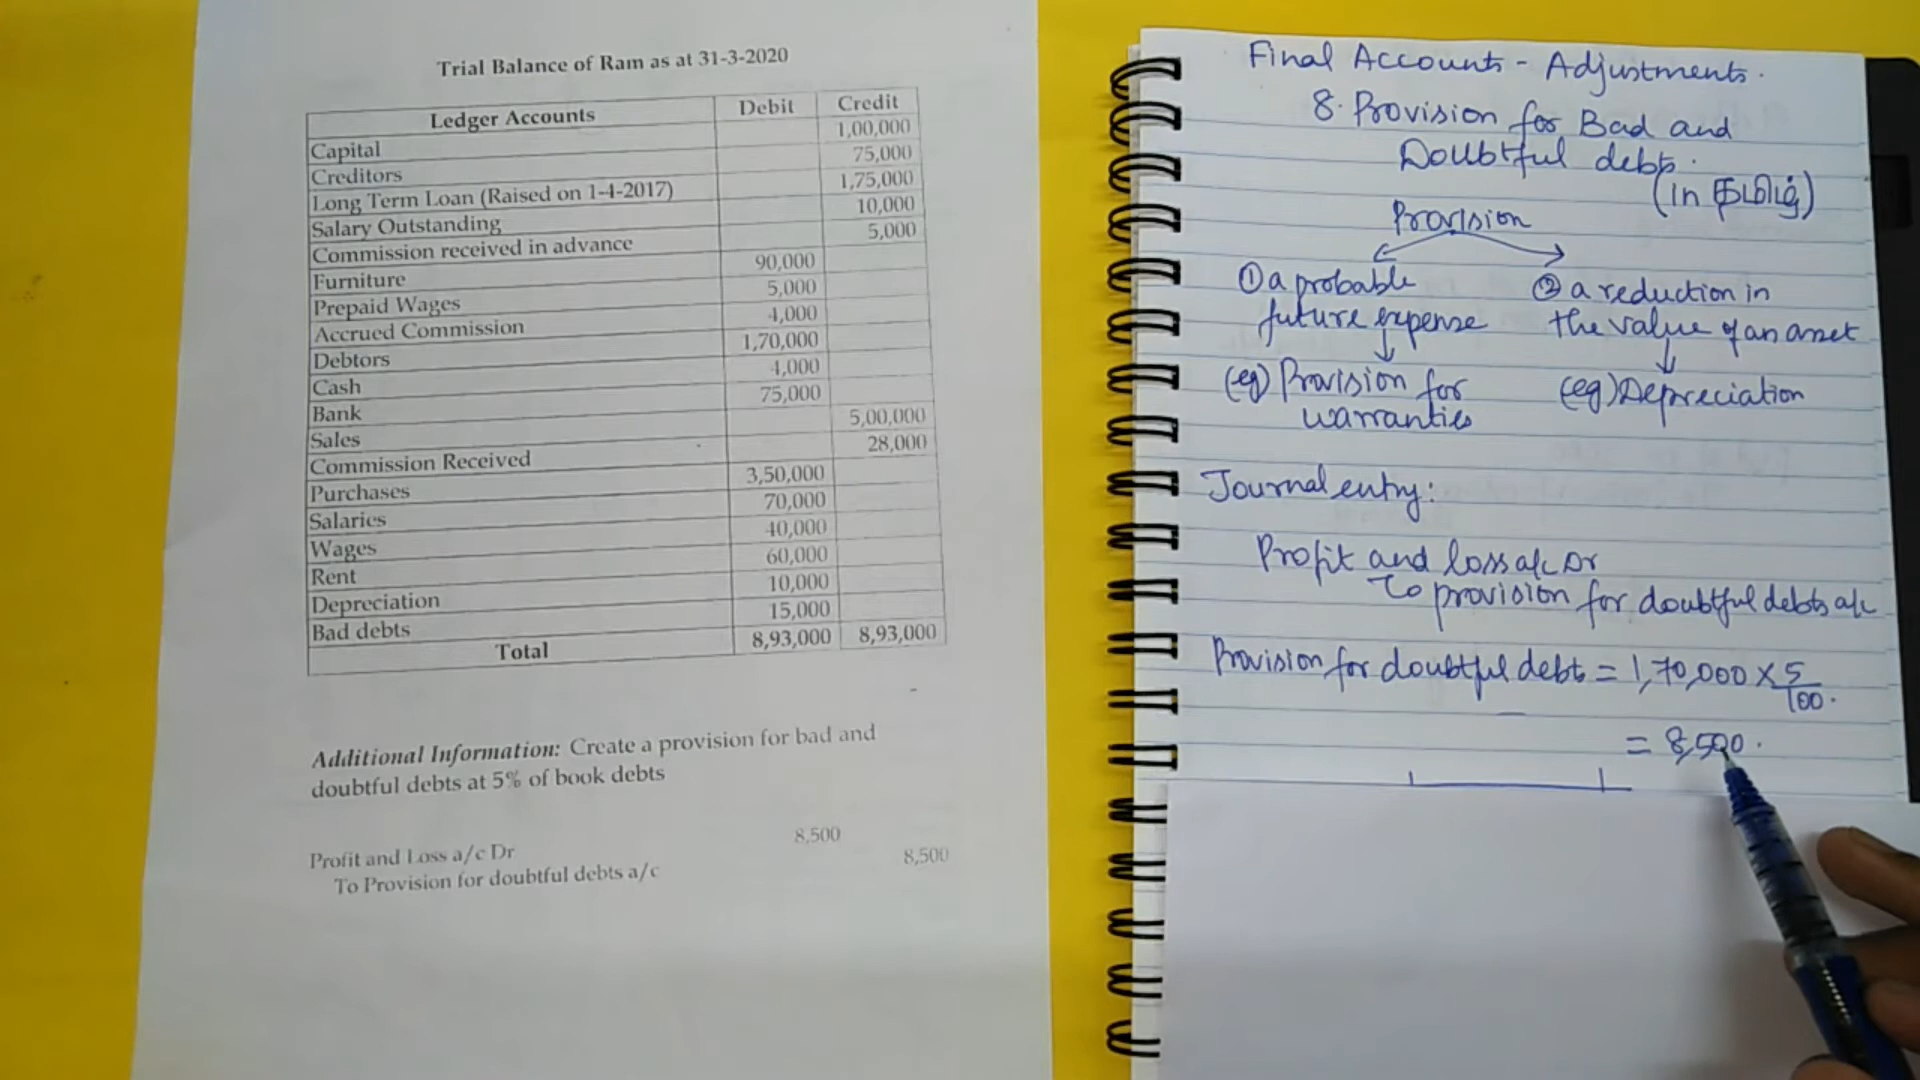 Trial Balance of Ram as at 31-3-2020
Ledger Accounts Debit Credit
Capital 1,00,000
Creditors 75,000
Long Term Loan (Raised on 1-4-2017) 1,75,000
Salary Outstanding 10,000
Commission received in advance 5,000
Furniture 90,000
Prepaid Wages 5,000
Accrued Commission 4,000
Debtors 1,70,000
Cash 4,000
Bank 75,000
Sales 5,00,000
Commission Received 28,000
Purchases 3,50,000
Salaries 70,000
Wages 40,000
Rent 60,000
Depreciation 10,000
Bad debts 15,000
Total 8,93,000 8,93,000
Additional Information: Create a provision for bad and
doubtful debts at 5% of book debts
Profit and Loss a/c Dr 8,500
To Provision for doubtful debts a/c 8,500
Final Accounts - Adjustments.
8. Provision for Bad and
Doubtful debts.
(in தமிழ்)
Provision
① a probable ② a reduction in
future expense the value of an asset
(eg) Provision for (eg) Depreciation
warranties
Journal entry:
Profit and loss a/c Dr
To provision for doubtful debts a/c
Provision for doubtful debts = 1,70,000 × 5/100.
= 8,500.